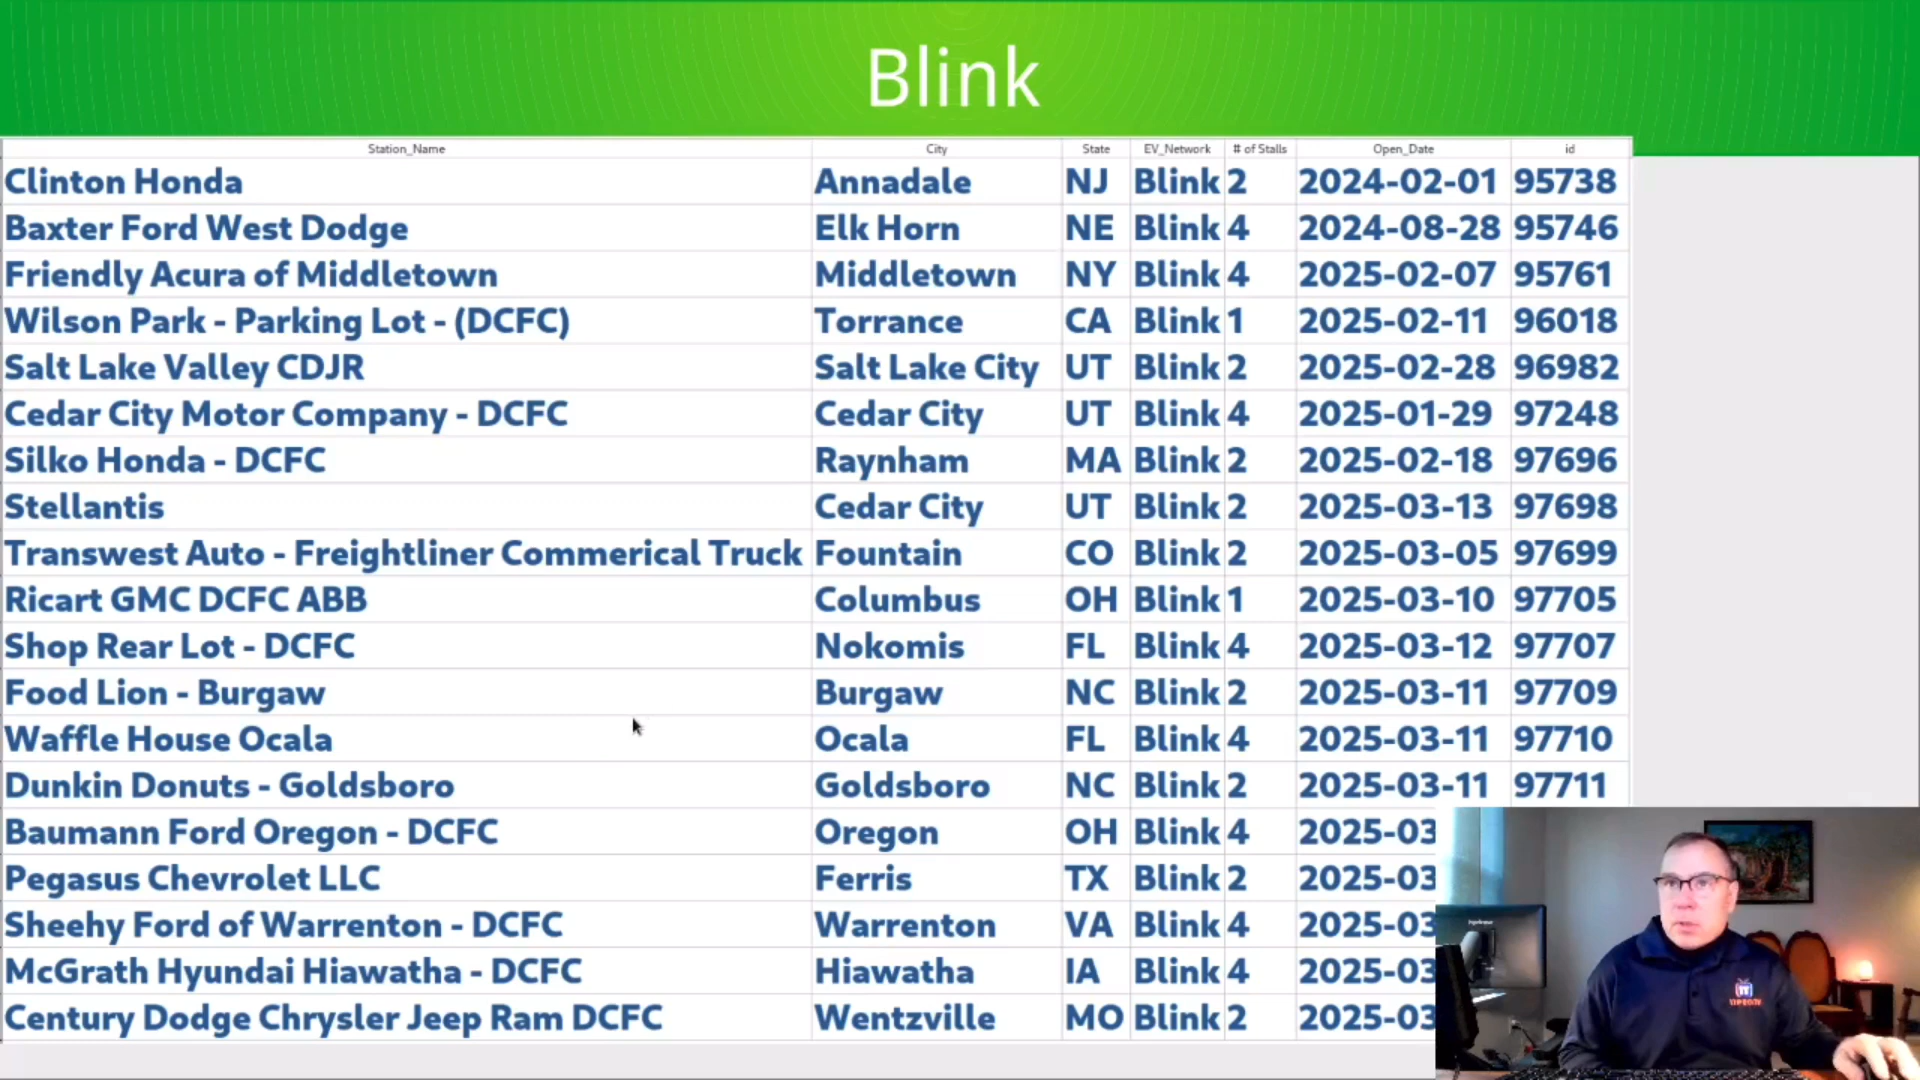 Blink
Station_Name City State EV_Network # of Stalls Open_Date id
Clinton Honda Annadale NJ Blink 2 2024-02-01 95738
Baxter Ford West Dodge Elk Horn NE Blink 4 2024-08-28 95746
Friendly Acura of Middletown Middletown NY Blink 4 2025-02-07 95761
Wilson Park - Parking Lot - (DCFC) Torrance CA Blink 1 2025-02-11 96018
Salt Lake Valley CDJR Salt Lake City UT Blink 2 2025-02-28 96982
Cedar City Motor Company - DCFC Cedar City UT Blink 4 2025-01-29 97248
Silko Honda - DCFC Raynham MA Blink 2 2025-02-18 97696
Stellantis Cedar City UT Blink 2 2025-03-13 97698
Transwest Auto - Freightliner Commerical Truck Fountain CO Blink 2 2025-03-05 97699
Ricart GMC DCFC ABB Columbus OH Blink 1 2025-03-10 97705
Shop Rear Lot - DCFC Nokomis FL Blink 4 2025-03-12 97707
Food Lion - Burgaw Burgaw NC Blink 2 2025-03-11 97709
Waffle House Ocala Ocala FL Blink 4 2025-03-11 97710
Dunkin Donuts - Goldsboro Goldsboro NC Blink 2 2025-03-11 97711
Baumann Ford Oregon - DCFC Oregon OH Blink 4 2025-03
Pegasus Chevrolet LLC Ferris TX Blink 2 2025-03
Sheehy Ford of Warrenton - DCFC Warrenton VA Blink 4 2025-03
McGrath Hyundai Hiawatha - DCFC Hiawatha IA Blink 4 2025-03
Century Dodge Chrysler Jeep Ram DCFC Wentzville MO Blink 2 2025-03